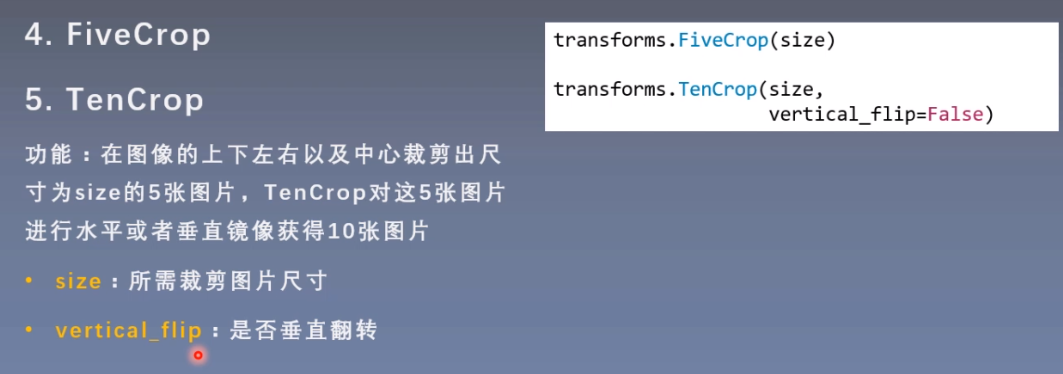 4. FiveCrop
5. TenCrop
功能：在图像的上下左右以及中心裁剪出尺
寸为size的5张图片，TenCrop对这5张图片
进行水平或者垂直镜像获得10张图片
• size：所需裁剪图片尺寸
• vertical_flip：是否垂直翻转
transforms.FiveCrop(size)
transforms.TenCrop(size,
vertical_flip=False)